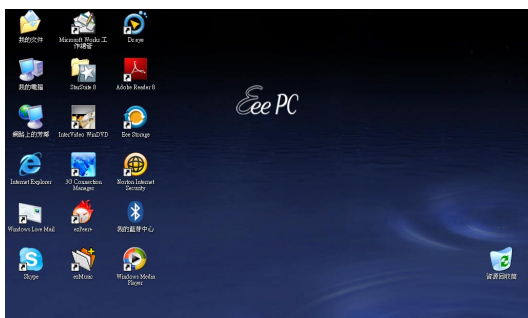 我的文件
Microsoft Works 工
作總管
Dr.eye
我的電腦
StarSuite 8
Adobe Reader 8
Eee PC
網路上的芳鄰
InterVideo WinDVD
Eee Storage
Internet Explorer
3G Connection
Manager
Norton Internet
Security
Windows Live Mail
ezPeer+
我的藍芽中心
Skype
ezMusic
Windows Media
Player
資源回收筒